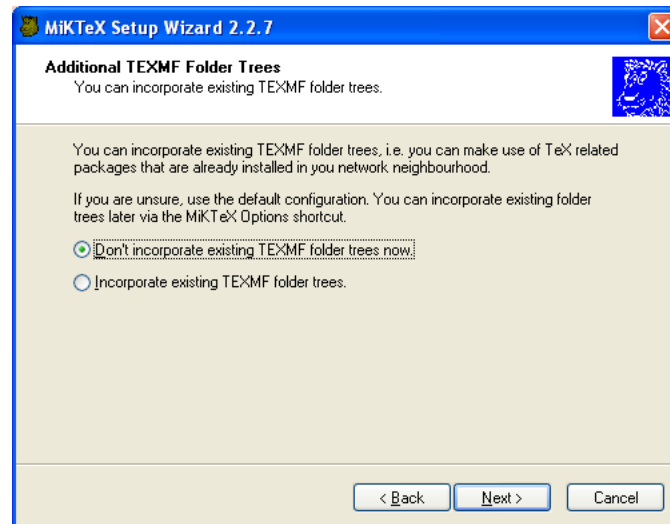 MiKTeX Setup Wizard 2.2.7
Additional TEXMF Folder Trees
You can incorporate existing TEXMF folder trees.
You can incorporate existing TEXMF folder trees, i.e. you can make use of TeX related
packages that are already installed in you network neighbourhood.
If you are unsure, use the default configuration. You can incorporate existing folder
trees later via the MiKTeX Options shortcut.
Don't incorporate existing TEXMF folder trees now.
Incorporate existing TEXMF folder trees.
< Back Next > Cancel